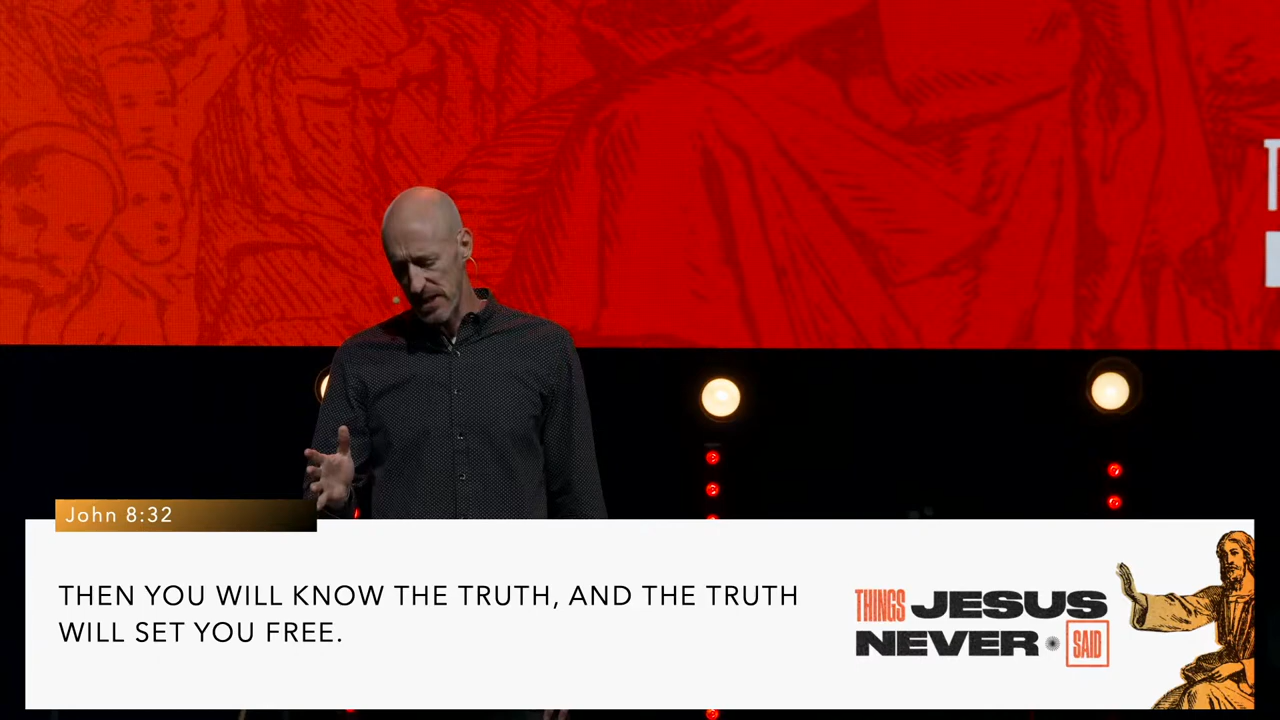 John 8:32
THEN YOU WILL KNOW THE TRUTH, AND THE TRUTH
WILL SET YOU FREE.
THINGS JESUS
NEVER SAID